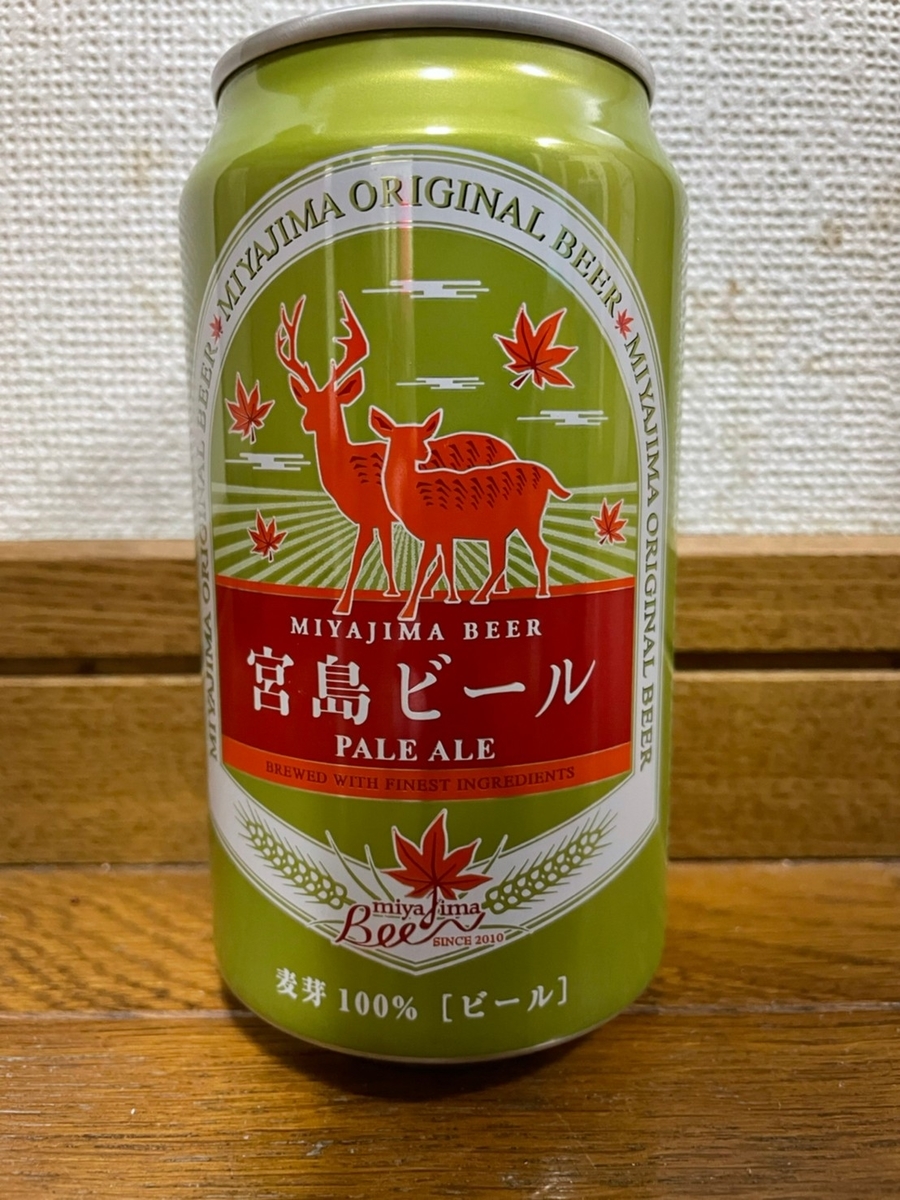 MIYAJIMA ORIGINAL BEER
MIYAJIMA ORIGINAL BEER
MIYAJIMA ORIGINAL BEER
MIYAJIMA BEER
宮島ビール
PALE ALE
BREWED WITH FINEST INGREDIENTS
miyajima
Beer
SINCE 2010
麦芽 100% [ビール]